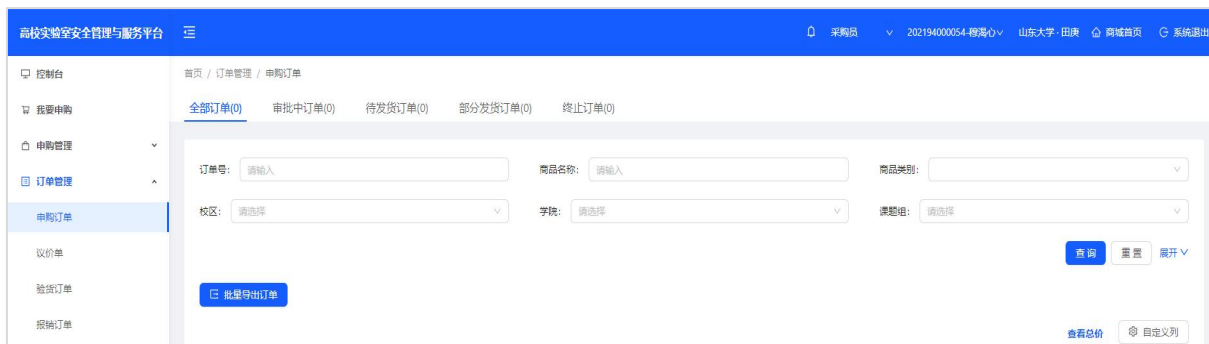 高校实验室安全管理与服务平台
采购员
202194000054-穆渴心
山东大学 · 田庚
商城首页
系统退出
控制台
首页 / 订单管理 / 申购订单
我要申购
全部订单(0) 审批中订单(0) 待发货订单(0) 部分发货订单(0) 终止订单(0)
申购管理
订单号: 请输入 商品名称: 请输入 商品类别:
订单管理
申购订单
校区: 请选择 学院: 请选择 课题组: 请选择
议价单
查询 重置 展开
验货订单
批量导出订单
报销订单
查看总价 自定义列